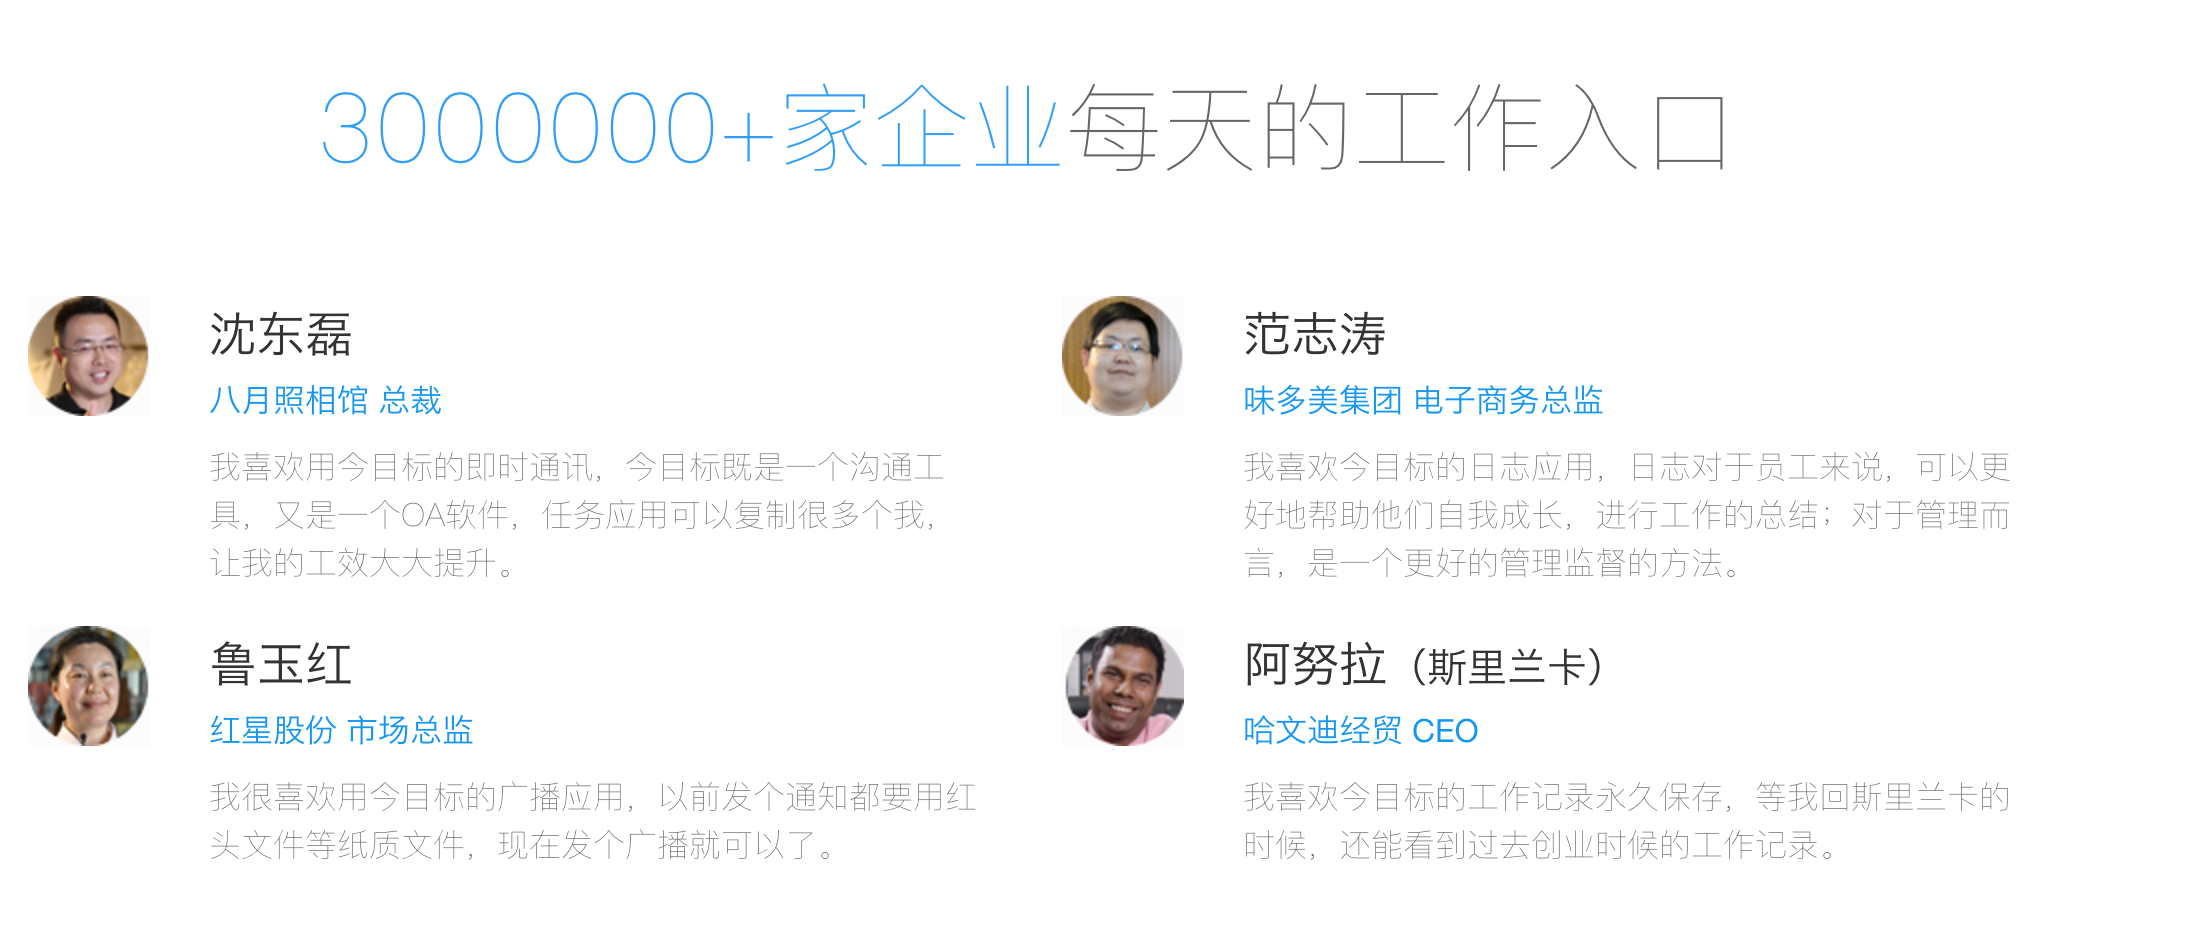 3000000+家企业每天的工作入口
沈东磊
八月照相馆 总裁
我喜欢用今目标的即时通讯，今目标既是一个沟通工
具，又是一个OA软件，任务应用可以复制很多个我，
让我的工效大大提升。
范志涛
味多美集团 电子商务总监
我喜欢今目标的日志应用，日志对于员工来说，可以更
好地帮助他们自我成长，进行工作的总结；对于管理而
言，是一个更好的管理监督的方法。
鲁玉红
红星股份 市场总监
我很喜欢用今目标的广播应用，以前发个通知都要用红
头文件等纸质文件，现在发个广播就可以了。
阿努拉（斯里兰卡）
哈文迪经贸 CEO
我喜欢今目标的工作记录永久保存，等我回斯里兰卡的
时候，还能看到过去创业时候的工作记录。